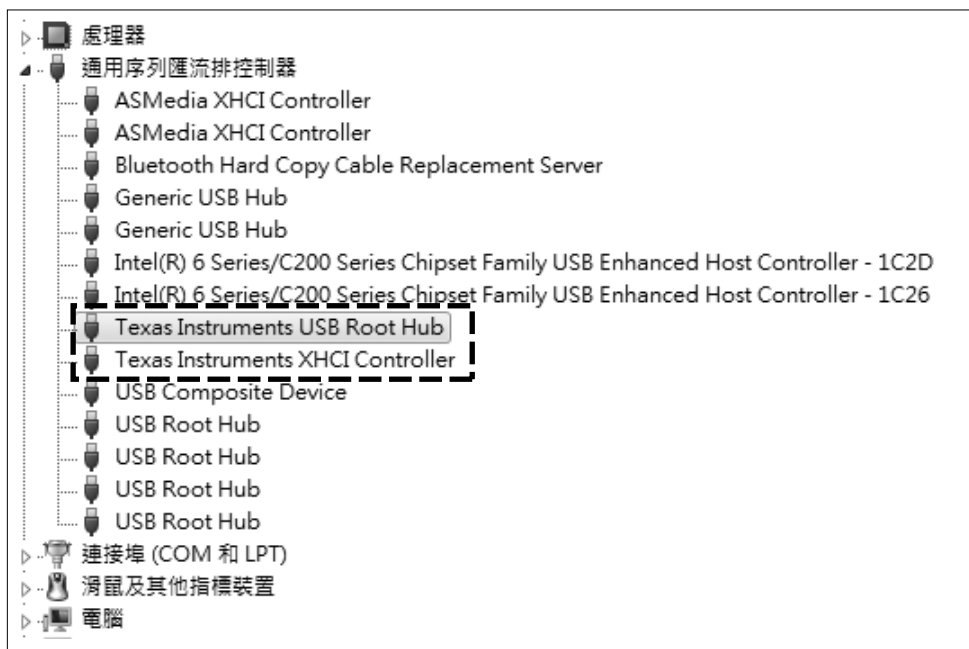 處理器
通用序列匯流排控制器
ASMedia XHCI Controller
ASMedia XHCI Controller
Bluetooth Hard Copy Cable Replacement Server
Generic USB Hub
Generic USB Hub
Intel(R) 6 Series/C200 Series Chipset Family USB Enhanced Host Controller - 1C2D
Intel(R) 6 Series/C200 Series Chipset Family USB Enhanced Host Controller - 1C26
Texas Instruments USB Root Hub
Texas Instruments XHCI Controller
USB Composite Device
USB Root Hub
USB Root Hub
USB Root Hub
USB Root Hub
連接埠 (COM 和 LPT)
滑鼠及其他指標裝置
電腦